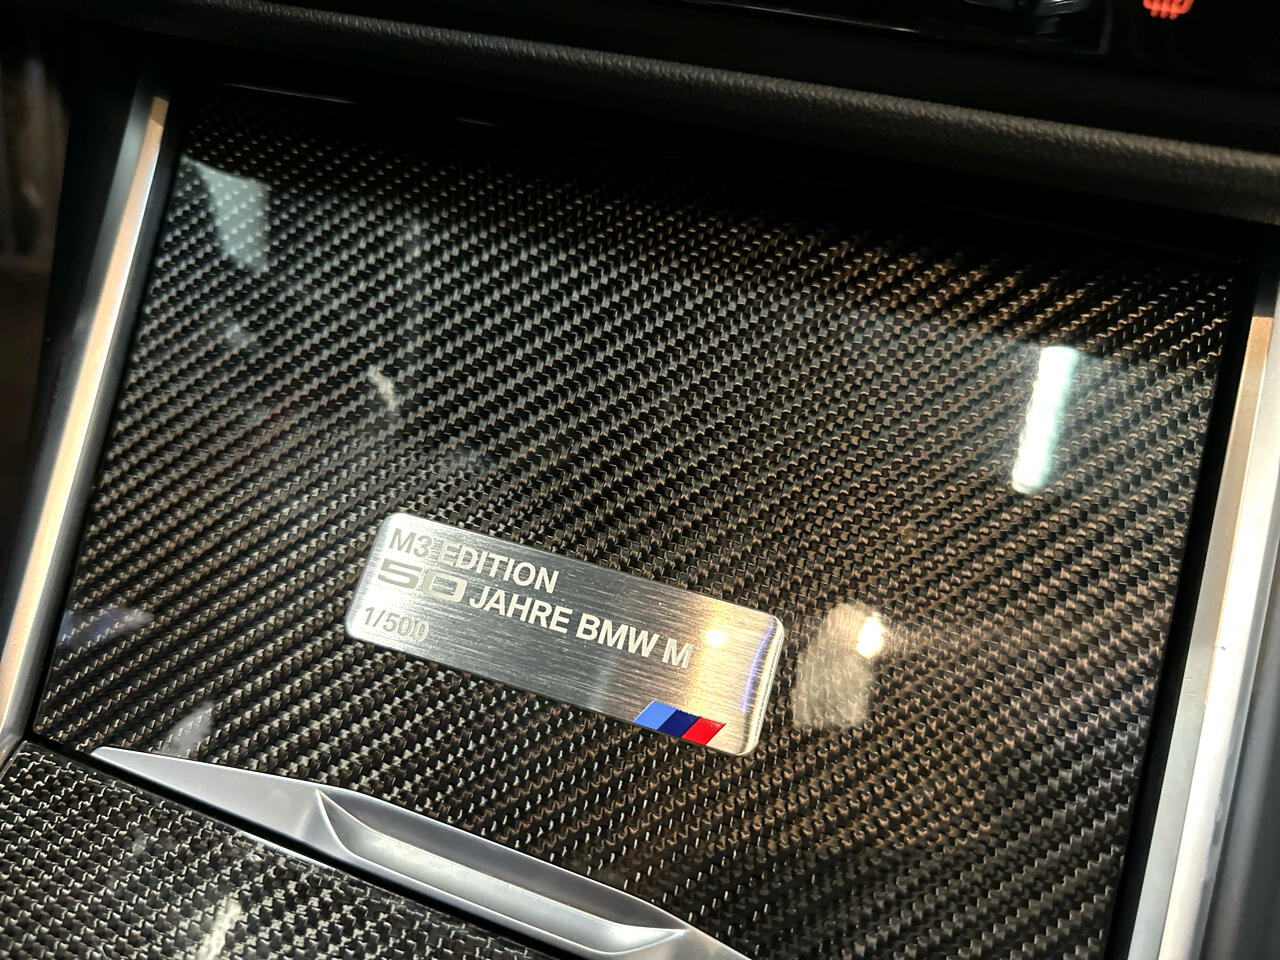 M3 EDITION
50 JAHRE BMW M
1/500